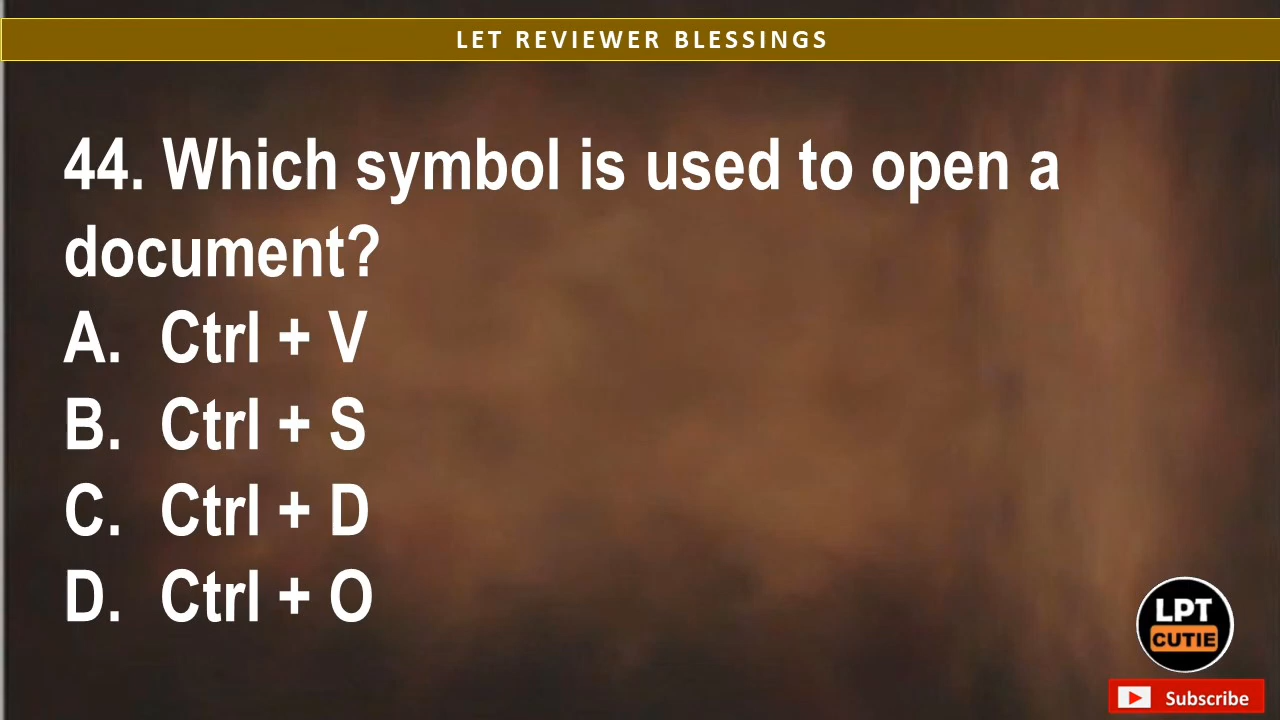 LET REVIEWER BLESSINGS
44. Which symbol is used to open a
document?
A. Ctrl + V
B. Ctrl + S
C. Ctrl + D
D. Ctrl + O
LPT
CUTIE
Subscribe